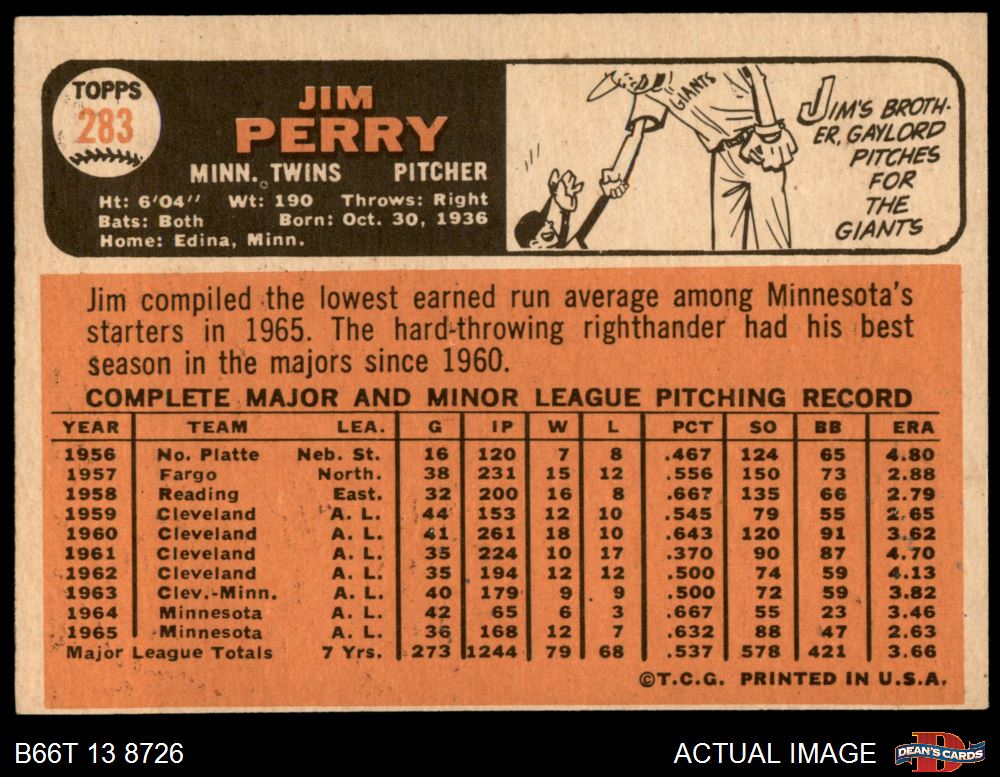 TOPPS
283
JIM
PERRY
MINN. TWINS PITCHER
Ht: 6'04" Wt: 190 Throws: Right
Bats: Both Born: Oct. 30, 1936
Home: Edina, Minn.
GIANTS
JIM'S BROTH-
ER, GAYLORD
PITCHES
FOR
THE
GIANTS
Jim compiled the lowest earned run average among Minnesota's
starters in 1965. The hard-throwing righthander had his best
season in the majors since 1960.
COMPLETE MAJOR AND MINOR LEAGUE PITCHING RECORD
YEAR TEAM LEA. G IP W L PCT SO BB ERA
1956 No. Platte Neb. St. 16 120 7 8 .467 124 65 4.80
1957 Fargo North. 38 231 15 12 .556 150 73 2.88
1958 Reading East. 32 200 16 8 .667 135 66 2.79
1959 Cleveland A. L. 44 153 12 10 .545 79 55 2.65
1960 Cleveland A. L. 41 261 18 10 .643 120 91 3.62
1961 Cleveland A. L. 35 224 10 17 .370 90 87 4.70
1962 Cleveland A. L. 35 194 12 12 .500 74 59 4.13
1963 Clev.-Minn. A. L. 40 179 9 9 .500 72 59 3.82
1964 Minnesota A. L. 42 65 6 3 .667 55 23 3.46
1965 Minnesota A. L. 36 168 12 7 .632 88 47 2.63
Major League Totals 7 Yrs. 273 1244 79 68 .537 578 421 3.66
©T.C.G. PRINTED IN U.S.A.
B66T 13 8726
ACTUAL IMAGE
D
DEAN'S CARDS